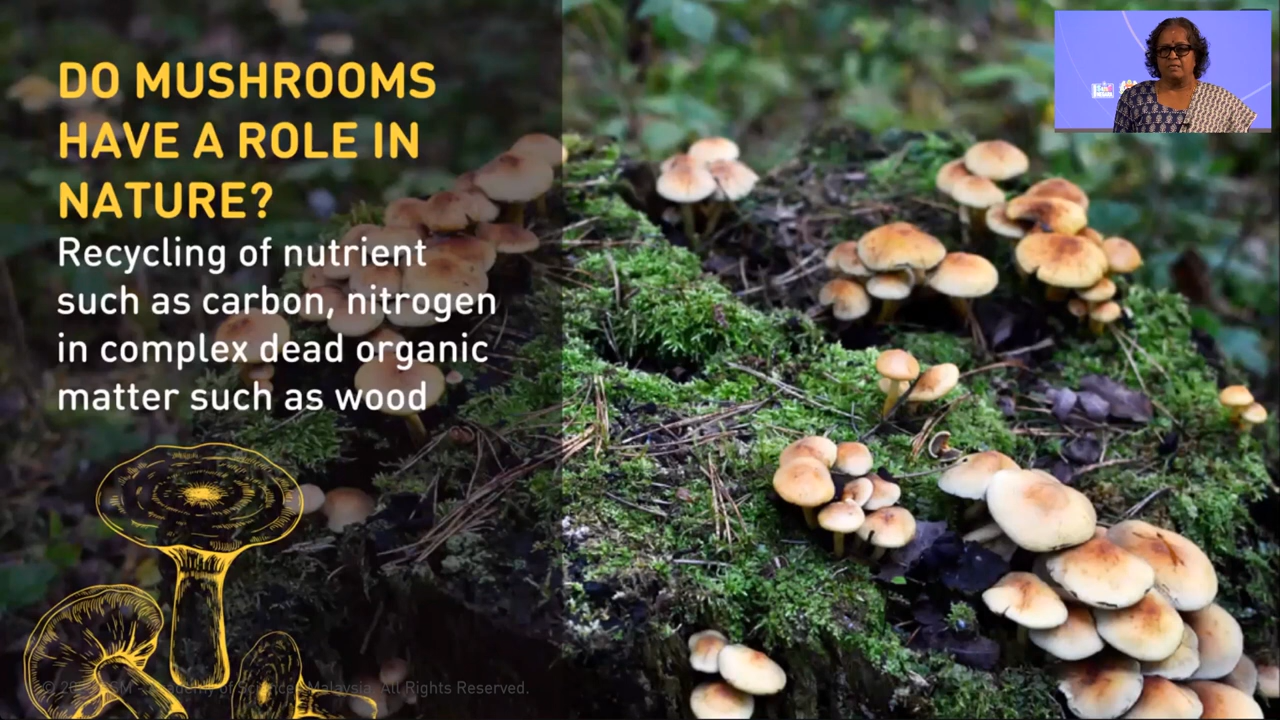 DO MUSHROOMS
HAVE A ROLE IN
NATURE?
Recycling of nutrient
such as carbon, nitrogen
in complex dead organic
matter such as wood
Malaysia. All Rights Reserved.